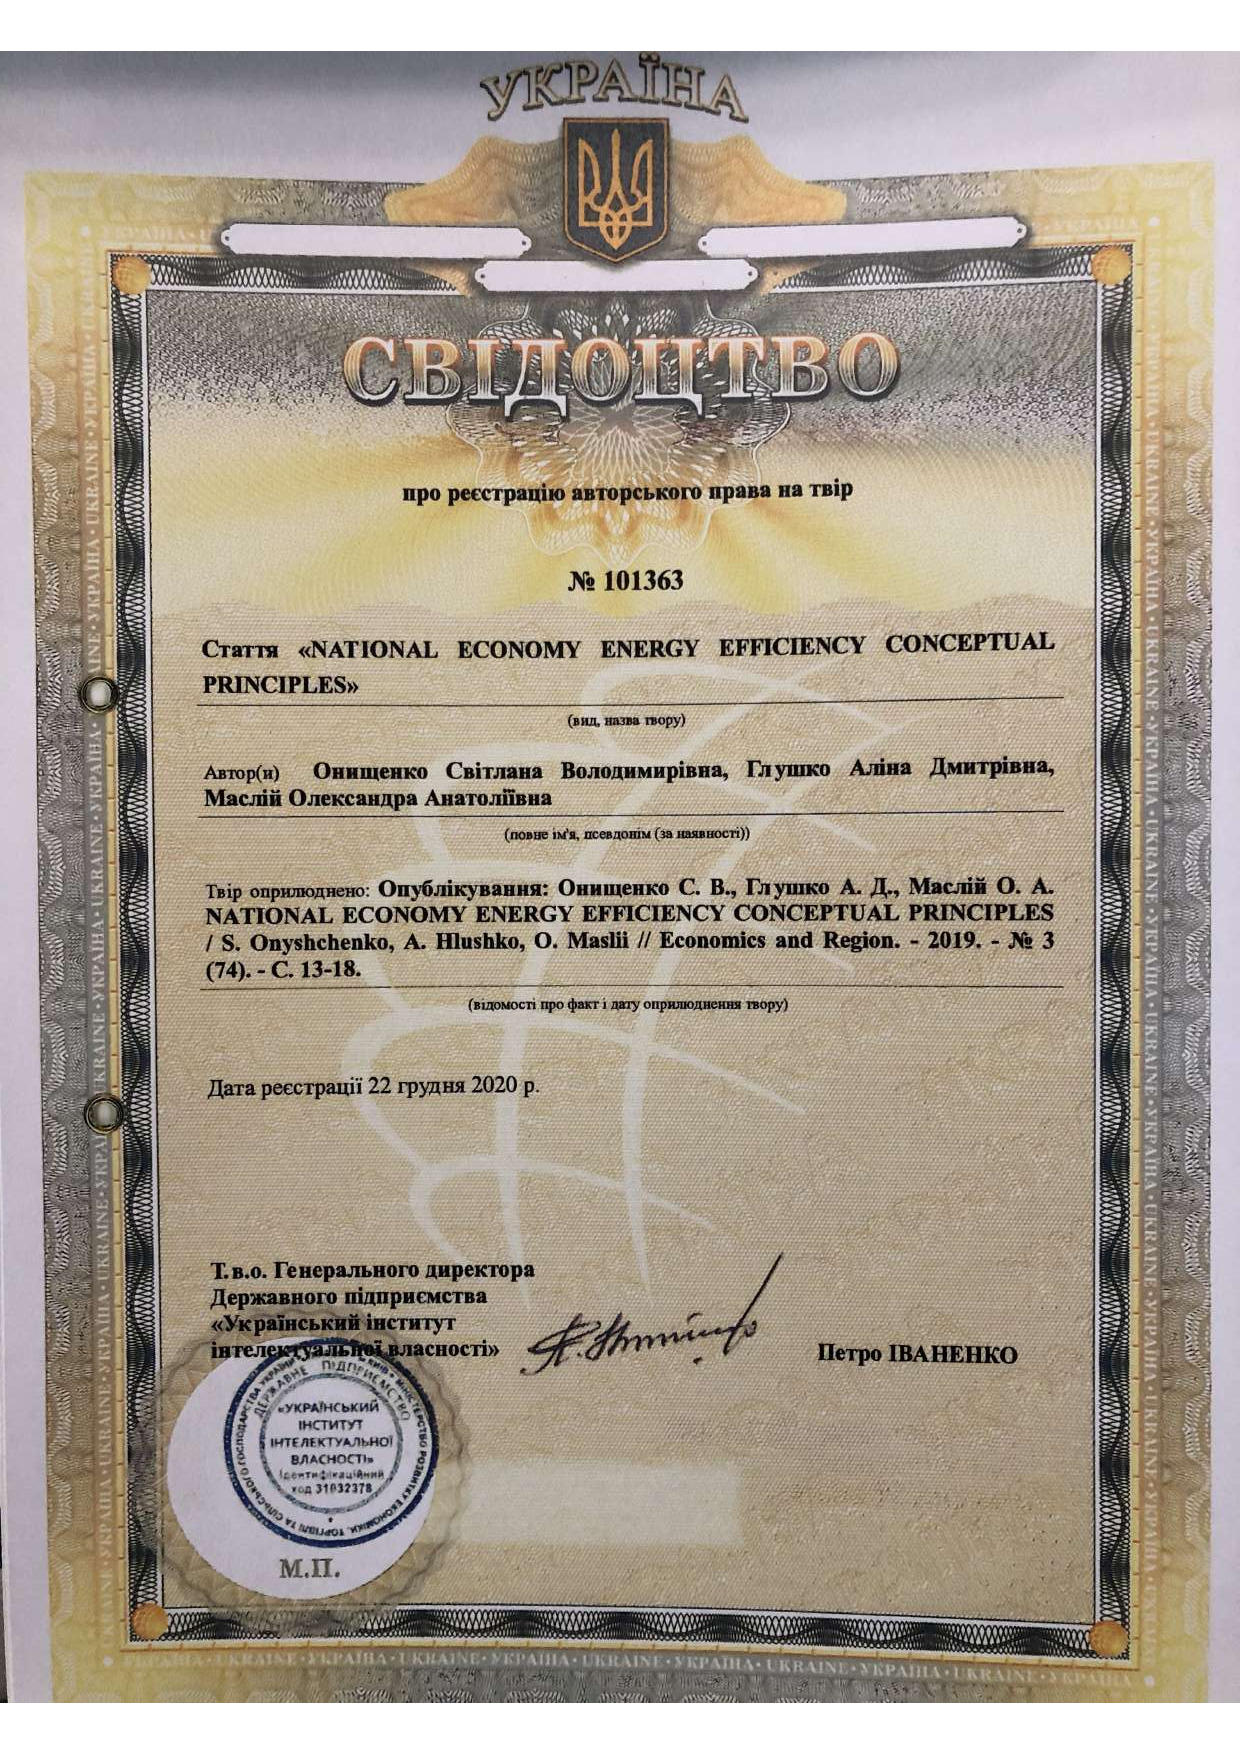 УКРАЇНА
СВІДОЦТВО
про реєстрацію авторського права на твір
№ 101363
Стаття «NATIONAL ECONOMY ENERGY EFFICIENCY CONCEPTUAL
PRINCIPLES»
(вид, назва твору)
Автор(и) Онищенко Світлана Володимирівна, Глушко Аліна Дмитрівна,
Маслій Олександра Анатоліївна
(повне ім'я, псевдонім (за наявності))
Твір оприлюднено: Опублікування: Онищенко С. В., Глушко А. Д., Маслій О. А.
NATIONAL ECONOMY ENERGY EFFICIENCY CONCEPTUAL PRINCIPLES
/ S. Onyshchenko, A. Hlushko, O. Maslii // Economics and Region. - 2019. - № 3
(74). - С. 13-18.
(відомості про факт і дату оприлюднення твору)
Дата реєстрації 22 грудня 2020 р.
Т.в.о. Генерального директора
Державного підприємства
«Український інститут
інтелектуальної власності»
Петро ІВАНЕНКО
ДЕРЖАВНЕ ПІДПРИЄМСТВО
«УКРАЇНСЬКИЙ
ІНСТИТУТ
ІНТЕЛЕКТУАЛЬНОЇ
ВЛАСНОСТІ»
Ідентифікаційний
код 31032378
М.П.